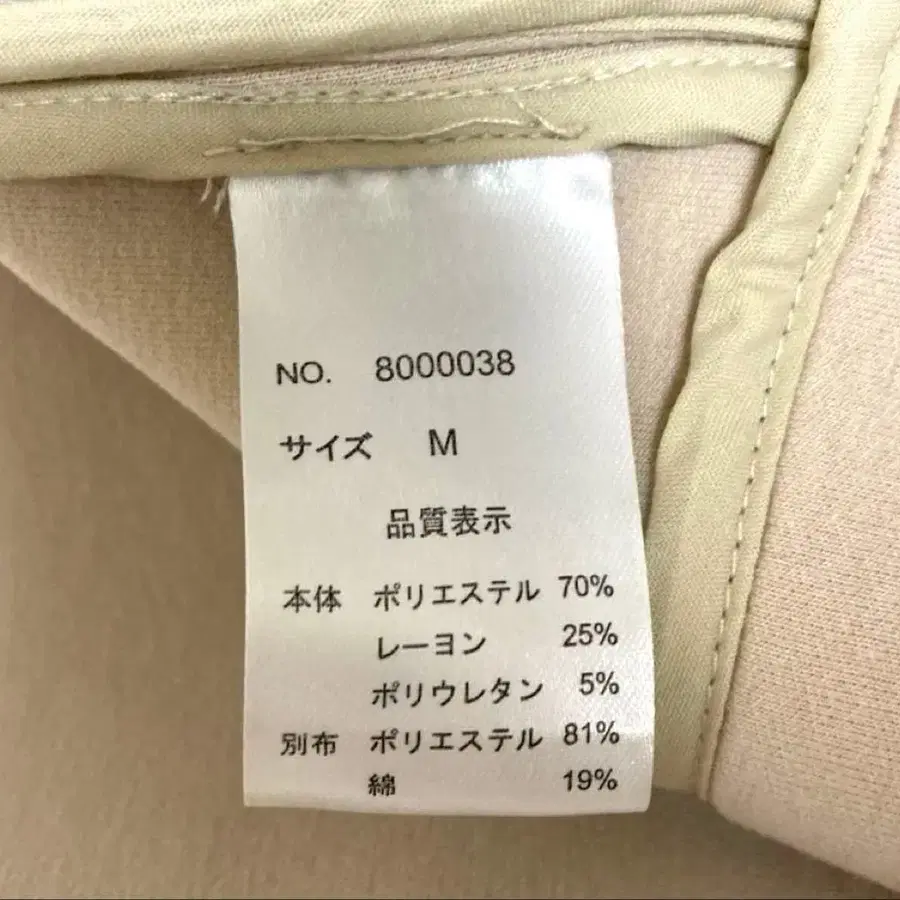 NO. 8000038
サイズ M
品質表示
本体 ポリエステル 70%
レーヨン 25%
ポリウレタン 5%
別布 ポリエステル 81%
綿 19%